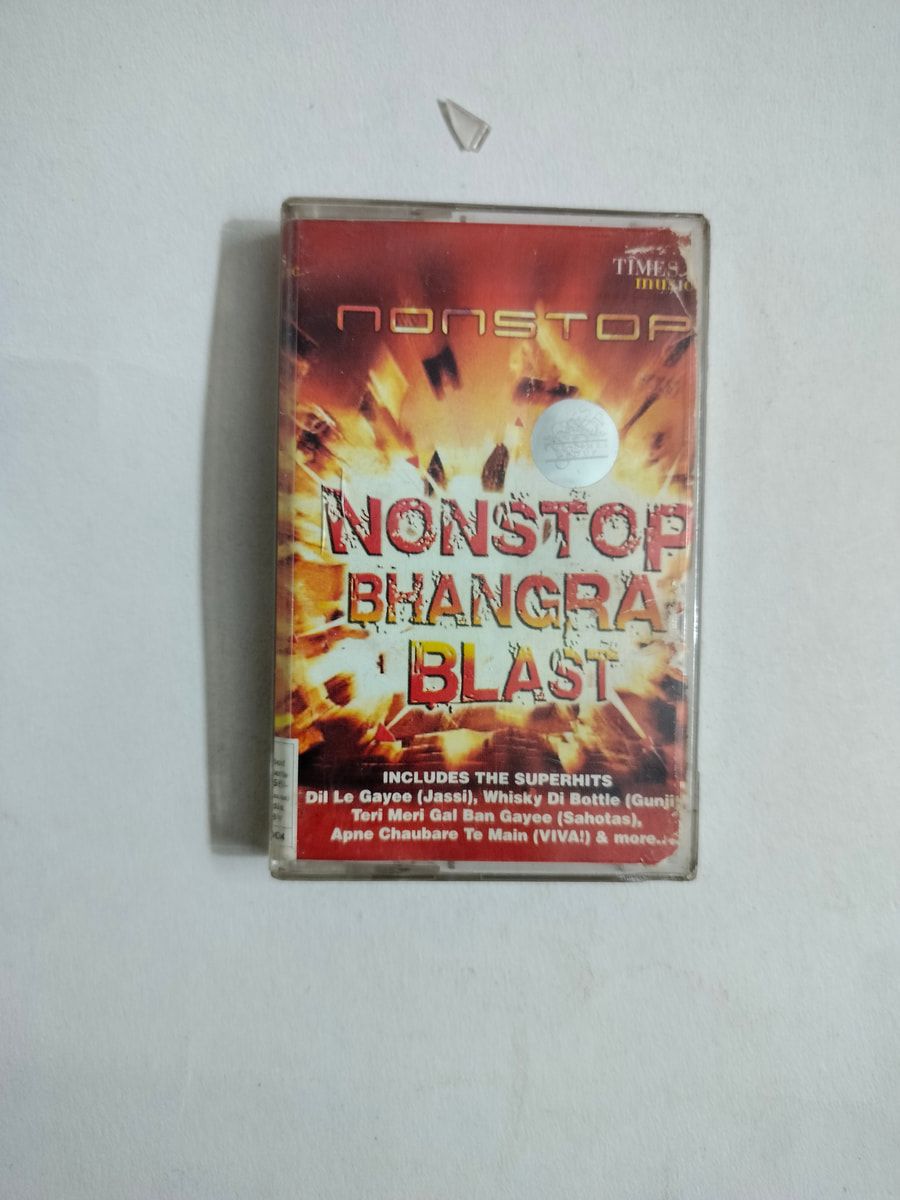 TIMES
music
nonstop
NONSTOP
BHANGRA
BLAST
INCLUDES THE SUPERHITS
Dil Le Gayee (Jassi), Whisky Di Bottle (Gunji
Teri Meri Gal Ban Gayee (Sahotas),
Apne Chaubare Te Main (VIVA!) & more...